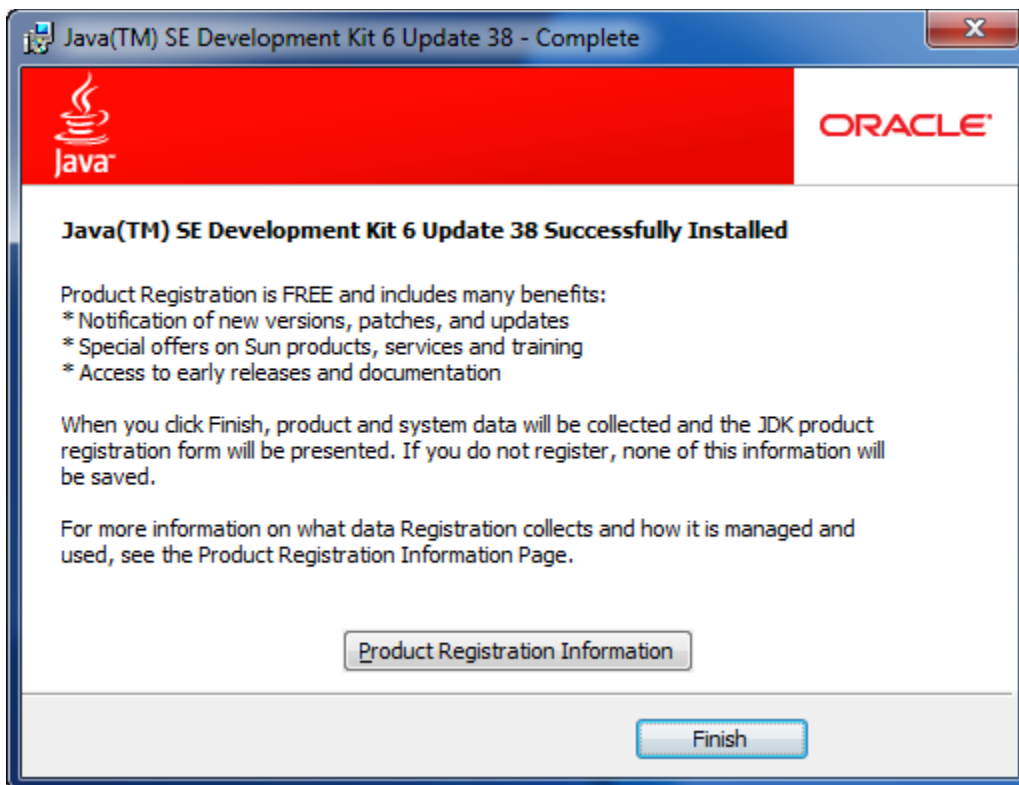 Java(TM) SE Development Kit 6 Update 38 - Complete
Java™
ORACLE®
Java(TM) SE Development Kit 6 Update 38 Successfully Installed
Product Registration is FREE and includes many benefits:
* Notification of new versions, patches, and updates
* Special offers on Sun products, services and training
* Access to early releases and documentation
When you click Finish, product and system data will be collected and the JDK product
registration form will be presented. If you do not register, none of this information will
be saved.
For more information on what data Registration collects and how it is managed and
used, see the Product Registration Information Page.
Product Registration Information
Finish